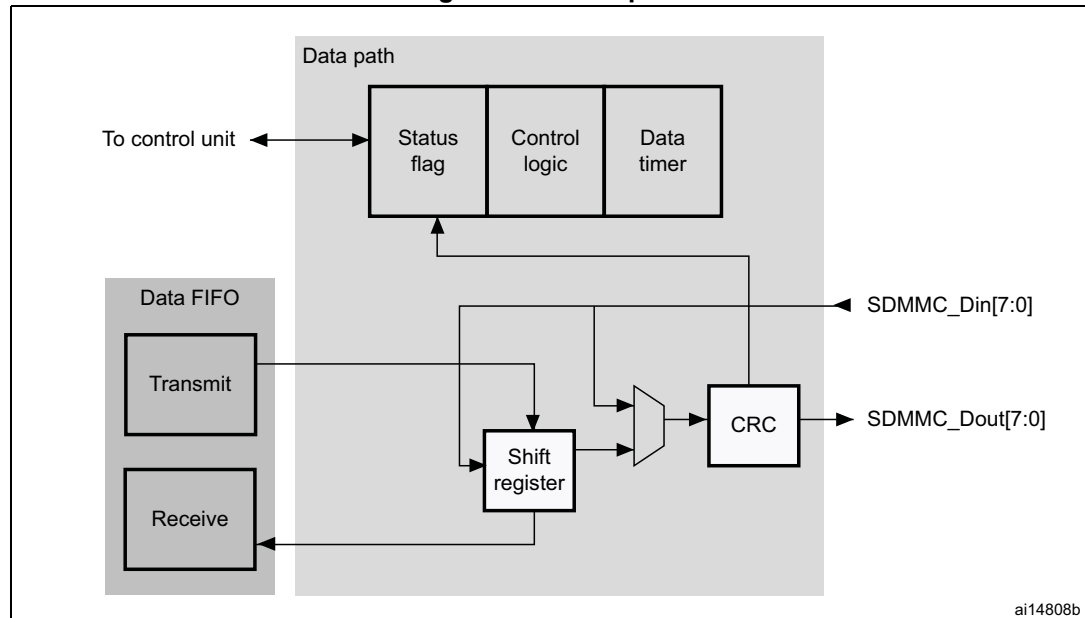 Data path
To control unit
Status
flag
Control
logic
Data
timer
Data FIFO
Transmit
Receive
Shift
register
CRC
SDMMC_Din[7:0]
SDMMC_Dout[7:0]
ai14808b